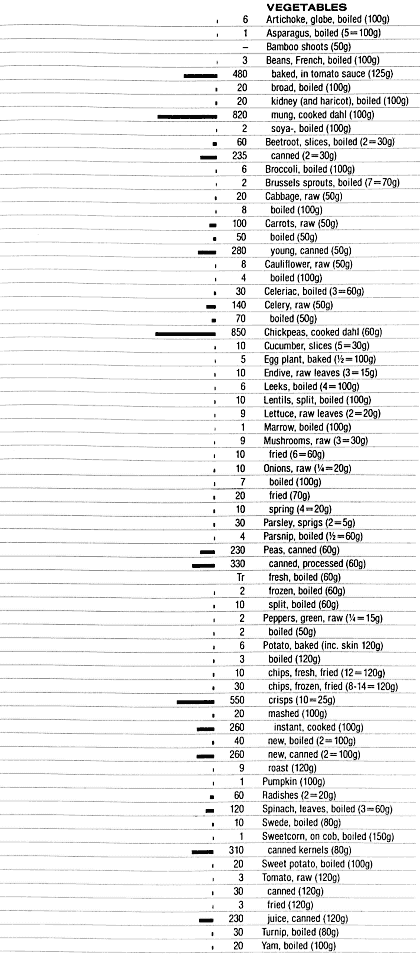 VEGETABLES
6 Artichoke, globe, boiled (100g)
1 Asparagus, boiled (5=100g)
– Bamboo shoots (50g)
3 Beans, French, boiled (100g)
480 baked, in tomato sauce (125g)
20 broad, boiled (100g)
20 kidney (and haricot), boiled (100g)
820 mung, cooked dahl (100g)
2 soya-, boiled (100g)
60 Beetroot, slices, boiled (2=30g)
235 canned (2=30g)
6 Broccoli, boiled (100g)
2 Brussels sprouts, boiled (7=70g)
20 Cabbage, raw (50g)
8 boiled (100g)
100 Carrots, raw (50g)
50 boiled (50g)
280 young, canned (50g)
8 Cauliflower, raw (50g)
4 boiled (100g)
30 Celeriac, boiled (3=60g)
140 Celery, raw (50g)
70 boiled (50g)
850 Chickpeas, cooked dahl (60g)
10 Cucumber, slices (5=30g)
5 Egg plant, baked (½=100g)
10 Endive, raw leaves (3=15g)
6 Leeks, boiled (4=100g)
10 Lentils, split, boiled (100g)
9 Lettuce, raw leaves (2=20g)
1 Marrow, boiled (100g)
9 Mushrooms, raw (3=30g)
10 fried (6=60g)
10 Onions, raw (¼=20g)
7 boiled (100g)
20 fried (70g)
10 spring (4=20g)
30 Parsley, sprigs (2=5g)
4 Parsnip, boiled (½=60g)
230 Peas, canned (60g)
330 canned, processed (60g)
Tr fresh, boiled (60g)
2 frozen, boiled (60g)
10 split, boiled (60g)
2 Peppers, green, raw (¼=15g)
2 boiled (50g)
6 Potato, baked (inc. skin 120g)
3 boiled (120g)
10 chips, fresh, fried (12=120g)
30 chips, frozen, fried (8-14=120g)
550 crisps (10=25g)
20 mashed (100g)
260 instant, cooked (100g)
40 new, boiled (2=100g)
260 new, canned (2=100g)
9 roast (120g)
1 Pumpkin (100g)
60 Radishes (2=20g)
120 Spinach, leaves, boiled (3=60g)
10 Swede, boiled (80g)
1 Sweetcorn, on cob, boiled (150g)
310 canned kernels (80g)
20 Sweet potato, boiled (100g)
3 Tomato, raw (120g)
30 canned (120g)
3 fried (120g)
230 juice, canned (120g)
30 Turnip, boiled (80g)
20 Yam, boiled (100g)